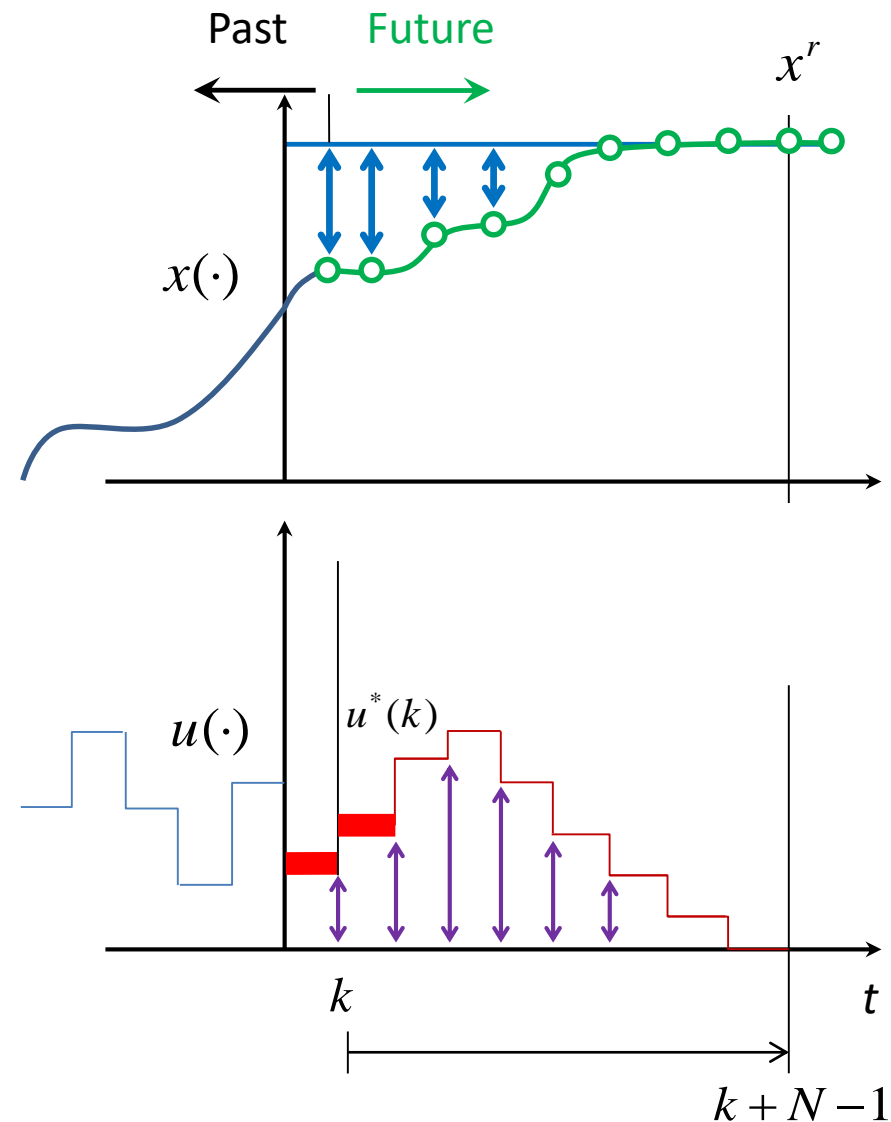 Past Future
x^r
x(·)
u(·)
u^*(k)
k
t
k + N − 1